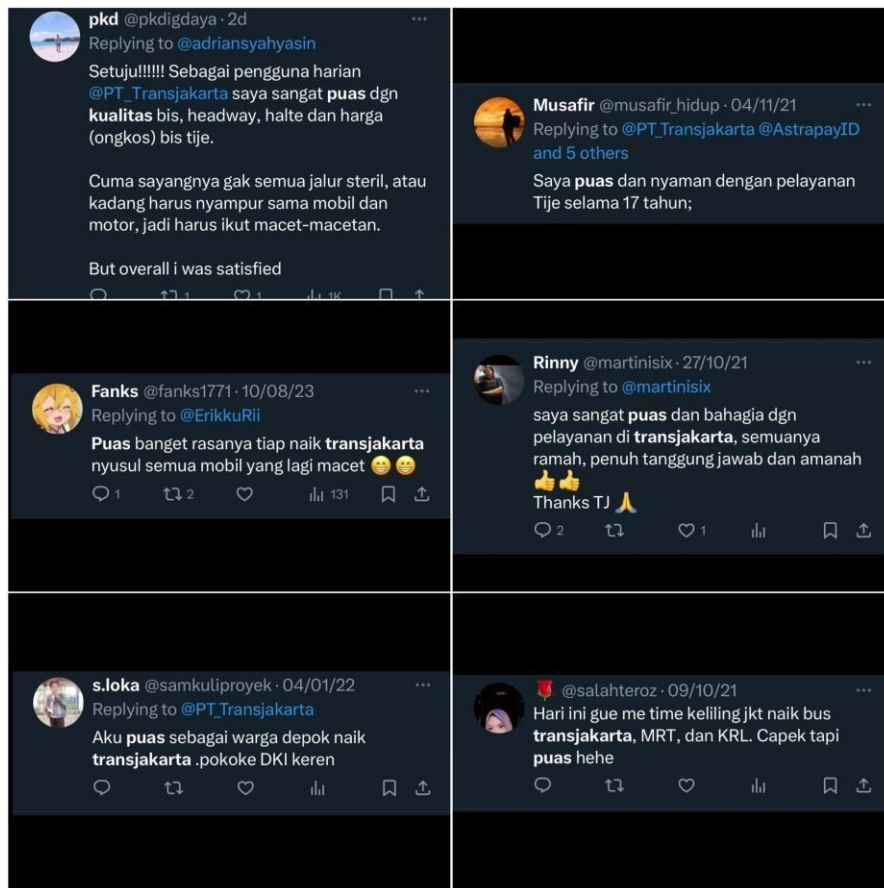 pkd @pkdigdaya · 2d
Replying to @adriansyahyasin
Setuju!!!!!! Sebagai pengguna harian
@PT_Transjakarta saya sangat puas dgn
kualitas bis, headway, halte dan harga
(ongkos) bis tije.
Cuma sayangnya gak semua jalur steril, atau
kadang harus nyampur sama mobil dan
motor, jadi harus ikut macet-macetan.
But overall i was satisfied
1 1 1K
Musafir @musafir_hidup · 04/11/21
Replying to @PT_Transjakarta @AstrapayID
and 5 others
Saya puas dan nyaman dengan pelayanan
Tije selama 17 tahun;
Fanks @fanks1771 · 10/08/23
Replying to @ErikkuRii
Puas banget rasanya tiap naik transjakarta
nyusul semua mobil yang lagi macet 😁😁
1 2 131
Rinny @martinisix · 27/10/21
Replying to @martinisix
saya sangat puas dan bahagia dgn
pelayanan di transjakarta, semuanya
ramah, penuh tanggung jawab dan amanah
👍👍
Thanks TJ 🙏
2 1
s.loka @samkuliproyek · 04/01/22
Replying to @PT_Transjakarta
Aku puas sebagai warga depok naik
transjakarta .pokoke DKI keren
🌹 @salahteroz · 09/10/21
Hari ini gue me time keliling jkt naik bus
transjakarta, MRT, dan KRL. Capek tapi
puas hehe